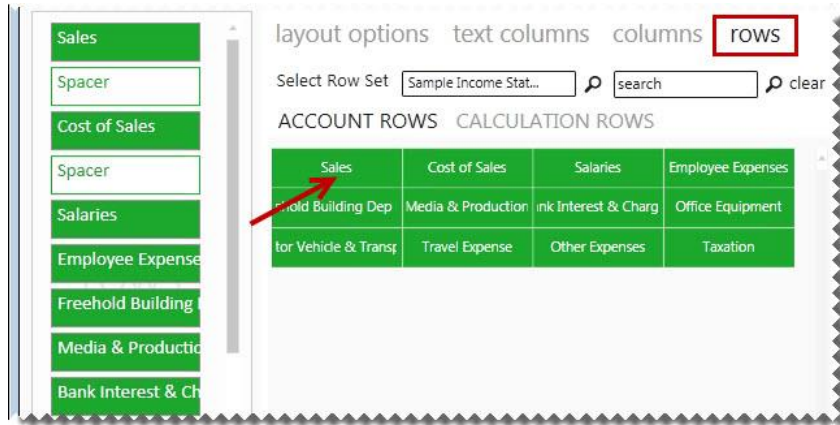 Sales
Spacer
Cost of Sales
Spacer
Salaries
Employee Expense
Freehold Building
Media & Productio
Bank Interest & Ch
layout options text columns columns rows
Select Row Set Sample Income Stat... search clear
ACCOUNT ROWS CALCULATION ROWS
Sales Cost of Sales Salaries Employee Expenses
ehold Building Dep Media & Production ank Interest & Charg Office Equipment
tor Vehicle & Transp Travel Expense Other Expenses Taxation